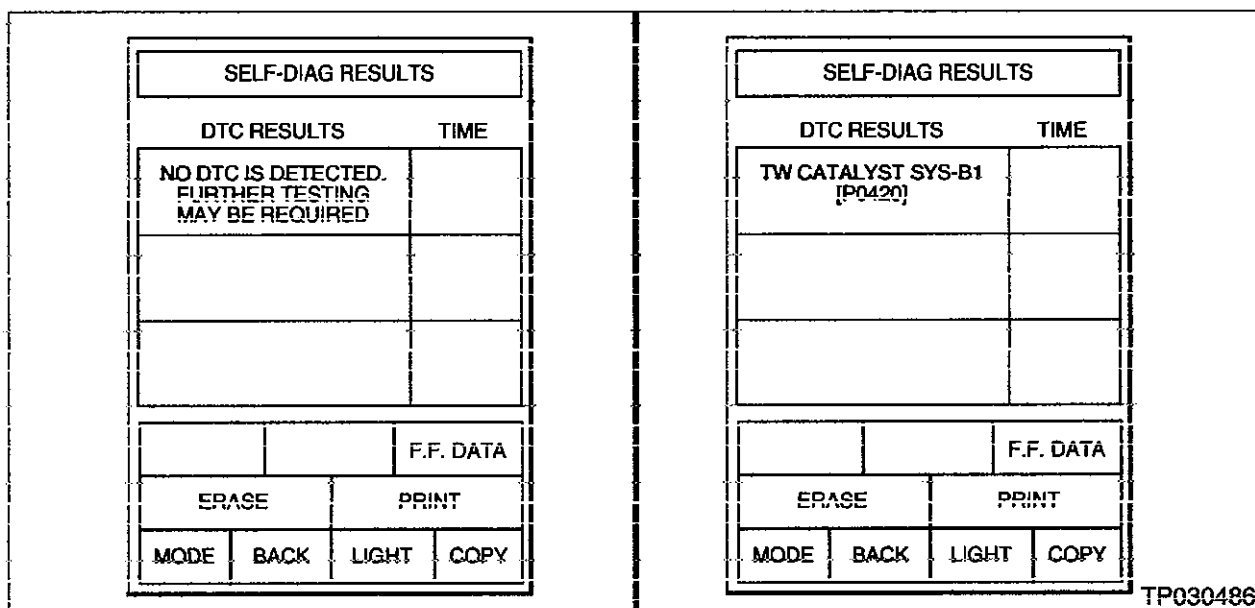 SELF-DIAG RESULTS
DTC RESULTS TIME
NO DTC IS DETECTED.
FURTHER TESTING
MAY BE REQUIRED
F.F. DATA
ERASE PRINT
MODE BACK LIGHT COPY
SELF-DIAG RESULTS
DTC RESULTS TIME
TW CATALYST SYS-B1
[P0420]
F.F. DATA
ERASE PRINT
MODE BACK LIGHT COPY
TP030486